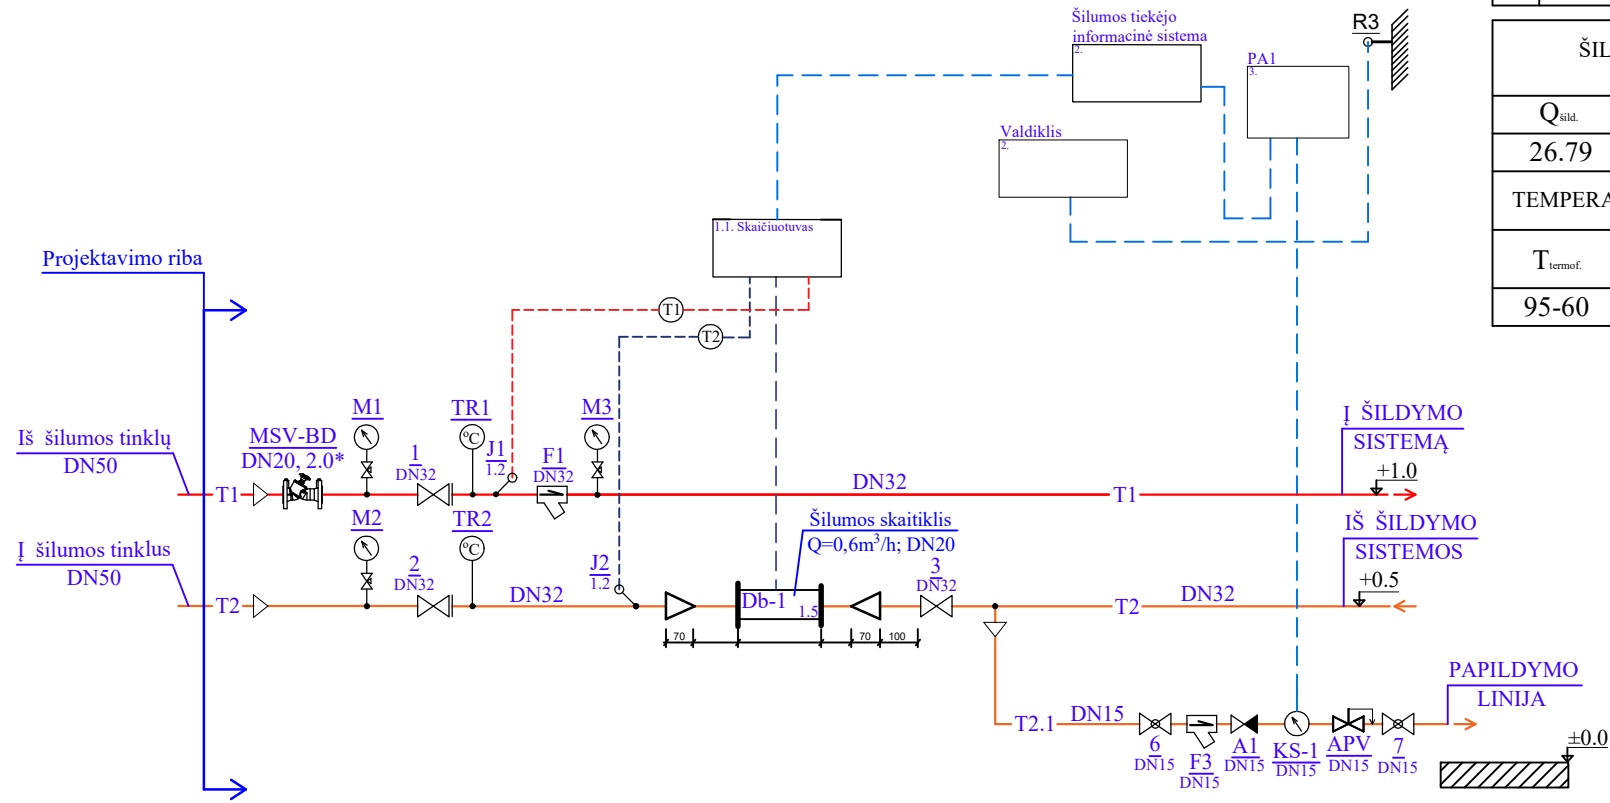 Šilumos tiekėjo
informacinė sistema
2.
R3
PA1
3.
Valdiklis
2.
ŠIL
Qšild.
26.79
TEMPERA
Ttermof.
95-60
1.1. Skaičiuotuvas
Projektavimo riba
T1
T2
Iš šilumos tinklų
DN50
MSV-BD
DN20, 2.0*
M1
1
DN32
TR1
°C
J1
1.2
F1
DN32
M3
Į ŠILDYMO
SISTEMĄ
+1.0
T1
DN32
T1
Į šilumos tinklus
DN50
M2
2
DN32
TR2
°C
J2
1.2
Šilumos skaitiklis
Q=0,6m³/h; DN20
3
DN32
IŠ ŠILDYMO
SISTEMOS
+0.5
T2
DN32
Db-1
1.5
T2
DN32
70
70
100
PAPILDYMO
LINIJA
T2.1
DN15
6
DN15
F3
DN15
A1
DN15
KS-1
DN15
APV
DN15
7
DN15
±0.0